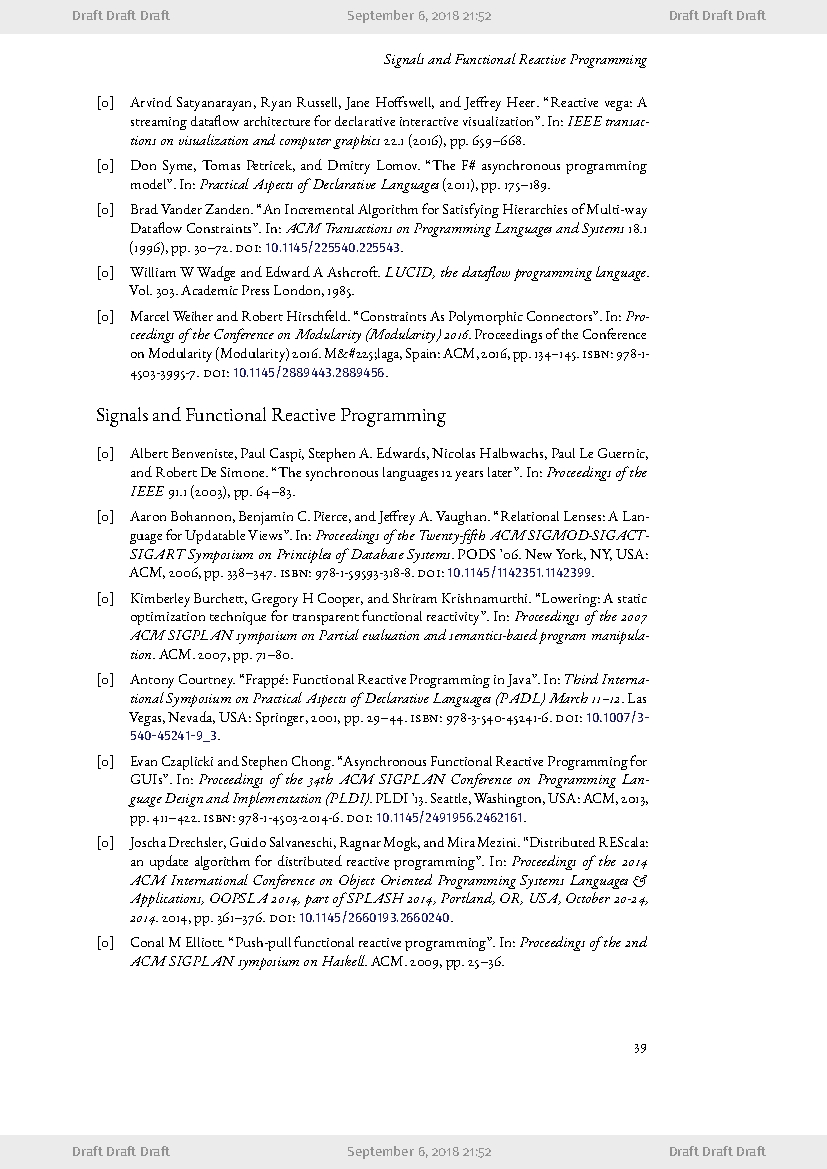 Draft Draft Draft September 6, 2018 21:52 Draft Draft Draft
Signals and Functional Reactive Programming
[0] Arvind Satyanarayan, Ryan Russell, Jane Hoffswell, and Jeffrey Heer. “Reactive vega: A
streaming dataflow architecture for declarative interactive visualization”. In: IEEE transac-
tions on visualization and computer graphics 22.1 (2016), pp. 659–668.
[0] Don Syme, Tomas Petricek, and Dmitry Lomov. “The F# asynchronous programming
model”. In: Practical Aspects of Declarative Languages (2011), pp. 175–189.
[0] Brad Vander Zanden. “An Incremental Algorithm for Satisfying Hierarchies of Multi-way
Dataflow Constraints”. In: ACM Transactions on Programming Languages and Systems 18.1
(1996), pp. 30–72. DOI: 10.1145/225540.225543.
[0] William W Wadge and Edward A Ashcroft. LUCID, the dataflow programming language.
Vol. 303. Academic Press London, 1985.
[0] Marcel Weiher and Robert Hirschfeld. “Constraints As Polymorphic Connectors”. In: Pro-
ceedings of the Conference on Modularity (Modularity) 2016. Proceedings of the Conference
on Modularity (Modularity) 2016. M&#225;laga, Spain: ACM, 2016, pp. 134–145. ISBN: 978-1-
4503-3995-7. DOI: 10.1145/2889443.2889456.
Signals and Functional Reactive Programming
[0] Albert Benveniste, Paul Caspi, Stephen A. Edwards, Nicolas Halbwachs, Paul Le Guernic,
and Robert De Simone. “The synchronous languages 12 years later”. In: Proceedings of the
IEEE 91.1 (2003), pp. 64–83.
[0] Aaron Bohannon, Benjamin C. Pierce, and Jeffrey A. Vaughan. “Relational Lenses: A Lan-
guage for Updatable Views”. In: Proceedings of the Twenty-fifth ACM SIGMOD-SIGACT-
SIGART Symposium on Principles of Database Systems. PODS ’06. New York, NY, USA:
ACM, 2006, pp. 338–347. ISBN: 978-1-59593-318-8. DOI: 10.1145/1142351.1142399.
[0] Kimberley Burchett, Gregory H Cooper, and Shriram Krishnamurthi. “Lowering: A static
optimization technique for transparent functional reactivity”. In: Proceedings of the 2007
ACM SIGPLAN symposium on Partial evaluation and semantics-based program manipula-
tion. ACM. 2007, pp. 71–80.
[0] Antony Courtney. “Frappé: Functional Reactive Programming in Java”. In: Third Interna-
tional Symposium on Practical Aspects of Declarative Languages (PADL) March 11–12. Las
Vegas, Nevada, USA: Springer, 2001, pp. 29–44. ISBN: 978-3-540-45241-6. DOI: 10.1007/3-
540-45241-9_3.
[0] Evan Czaplicki and Stephen Chong. “Asynchronous Functional Reactive Programming for
GUIs”. In: Proceedings of the 34th ACM SIGPLAN Conference on Programming Lan-
guage Design and Implementation (PLDI). PLDI ’13. Seattle, Washington, USA: ACM, 2013,
pp. 411–422. ISBN: 978-1-4503-2014-6. DOI: 10.1145/2491956.2462161.
[0] Joscha Drechsler, Guido Salvaneschi, Ragnar Mogk, and Mira Mezini. “Distributed REScala:
an update algorithm for distributed reactive programming”. In: Proceedings of the 2014
ACM International Conference on Object Oriented Programming Systems Languages &
Applications, OOPSLA 2014, part of SPLASH 2014, Portland, OR, USA, October 20-24,
2014. 2014, pp. 361–376. DOI: 10.1145/2660193.2660240.
[0] Conal M Elliott. “Push-pull functional reactive programming”. In: Proceedings of the 2nd
ACM SIGPLAN symposium on Haskell. ACM. 2009, pp. 25–36.
39
Draft Draft Draft September 6, 2018 21:52 Draft Draft Draft